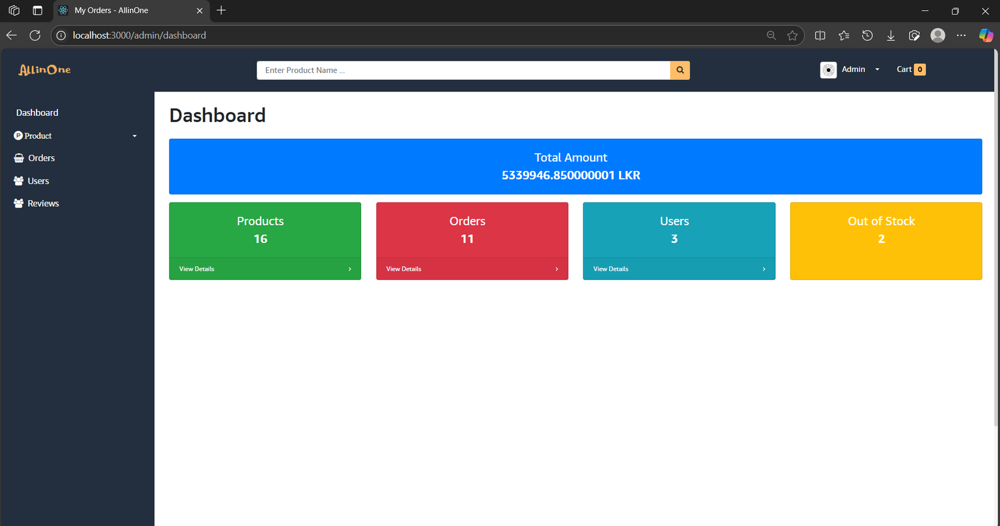 My Orders - AllinOne
localhost:3000/admin/dashboard
AllinOne
Enter Product Name ...
Admin
Cart 0
Dashboard
P Product
Orders
Users
Reviews
Dashboard
Total Amount
5339946.850000001 LKR
Products
16
View Details
Orders
11
View Details
Users
3
View Details
Out of Stock
2